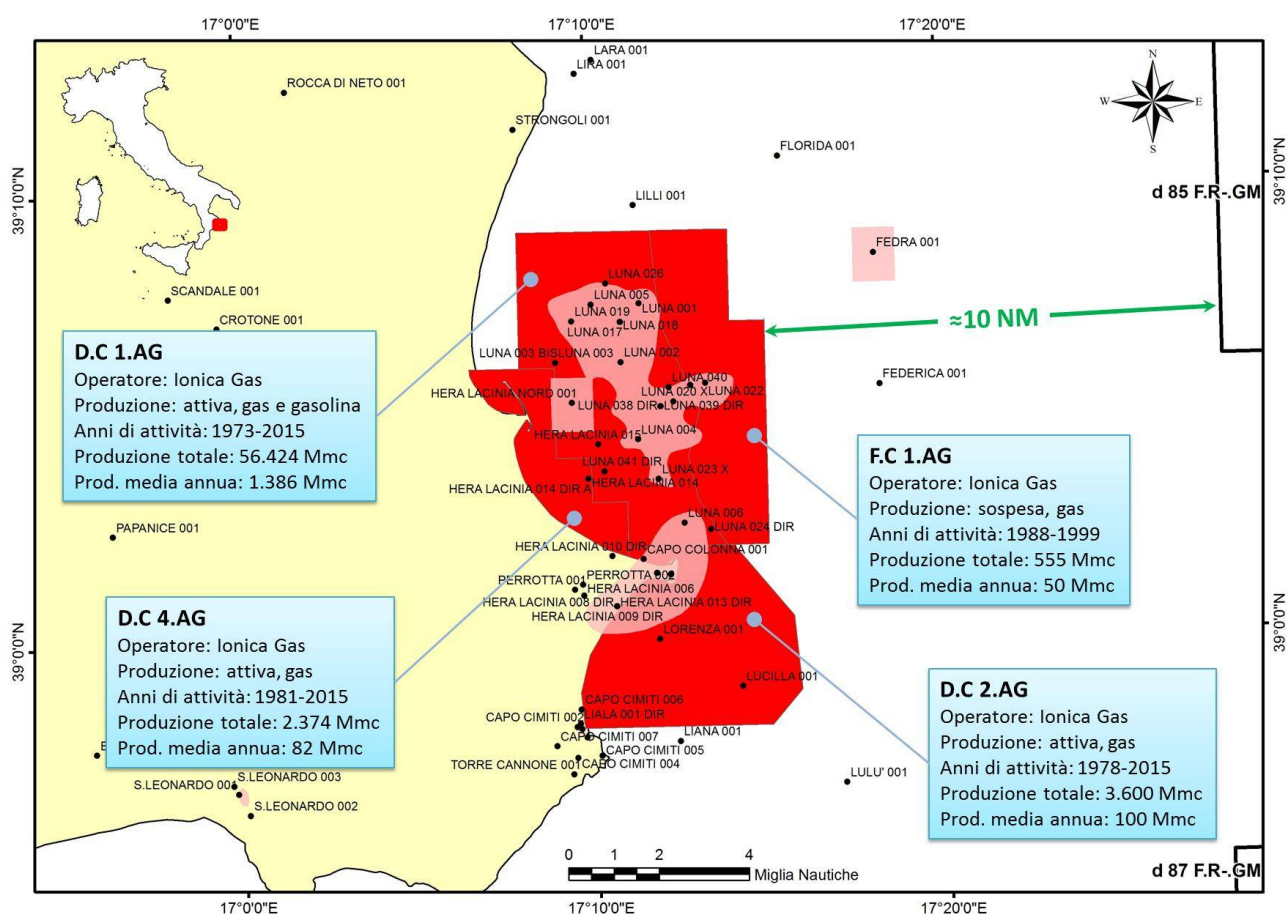 17°0'0"E
17°10'0"E
17°20'0"E
LARA 001
LIRA 001
ROCCA DI NETO 001
STRONGOLI 001
N
W
E
S
FLORIDA 001
39°10'0"N
39°10'0"N
d 85 F.R-.GM
LILLI 001
FEDRA 001
LUNA 026
SCANDALE 001
LUNA 005
LUNA 001
LUNA 019
LUNA 018
CROTONE 001
LUNA 017
≈10 NM
LUNA 003 BISLUNA 003
LUNA 002
LUNA 040
FEDERICA 001
HERA LACINIA NORD 001
LUNA 020 XLUNA 022
LUNA 038 DIR
LUNA 039 DIR
HERA LACINIA 015
LUNA 004
LUNA 041 DIR
LUNA 023 X
HERA LACINIA 014 DIR A
HERA LACINIA 014
D.C 1.AG
Operatore: Ionica Gas
Produzione: attiva, gas e gasolina
Anni di attività: 1973-2015
Produzione totale: 56.424 Mmc
Prod. media annua: 1.386 Mmc
F.C 1.AG
Operatore: Ionica Gas
Produzione: sospesa, gas
Anni di attività: 1988-1999
Produzione totale: 555 Mmc
Prod. media annua: 50 Mmc
PAPANICE 001
LUNA 006
LUNA 024 DIR
HERA LACINIA 010 DIR
CAPO COLONNA 001
PERROTTA 001
PERROTTA 002
HERA LACINIA 006
HERA LACINIA 008 DIR
HERA LACINIA 013 DIR
HERA LACINIA 009 DIR
LORENZA 001
39°0'0"N
39°0'0"N
LUCILLA 001
D.C 4.AG
Operatore: Ionica Gas
Produzione: attiva, gas
Anni di attività: 1981-2015
Produzione totale: 2.374 Mmc
Prod. media annua: 82 Mmc
D.C 2.AG
Operatore: Ionica Gas
Produzione: attiva, gas
Anni di attività: 1978-2015
Produzione totale: 3.600 Mmc
Prod. media annua: 100 Mmc
CAPO CIMITI 006
CAPO CIMITI 002
LIALA 001 DIR
CAPO CIMITI 007
LIANA 001
CAPO CIMITI 005
TORRE CANNONE 001
CAPO CIMITI 004
LULU' 001
S.LEONARDO 003
S.LEONARDO 001
S.LEONARDO 002
0
1
2
4
Miglia Nautiche
d 87 F.R-.GM
17°0'0"E
17°10'0"E
17°20'0"E